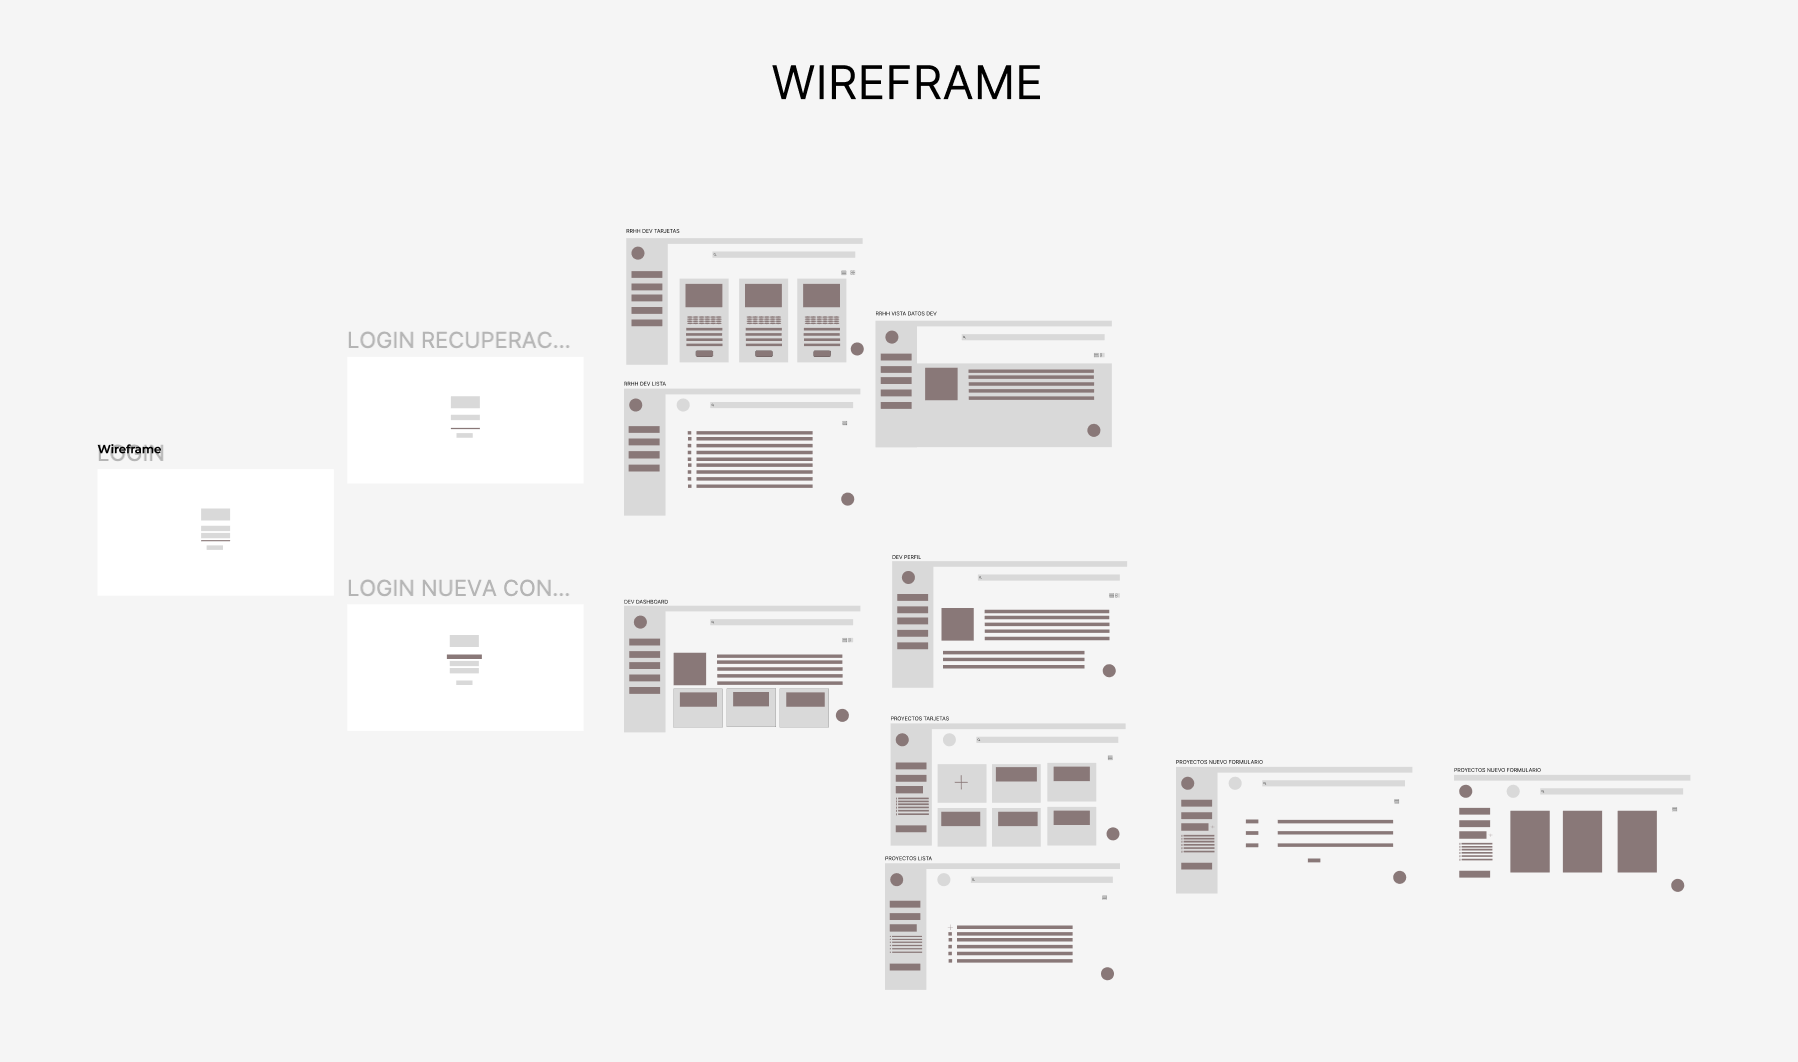 WIREFRAME
RRHH DEV TARJETAS
RRHH VISTA DATOS DEV
LOGIN RECUPERAC...
RRHH DEV LISTA
Wireframe
LOGIN
DEV PERFIL
LOGIN NUEVA CON...
DEV DASHBOARD
PROYECTOS TARJETAS
PROYECTOS NUEVO FORMULARIO
PROYECTOS NUEVO FORMULARIO
PROYECTOS LISTA